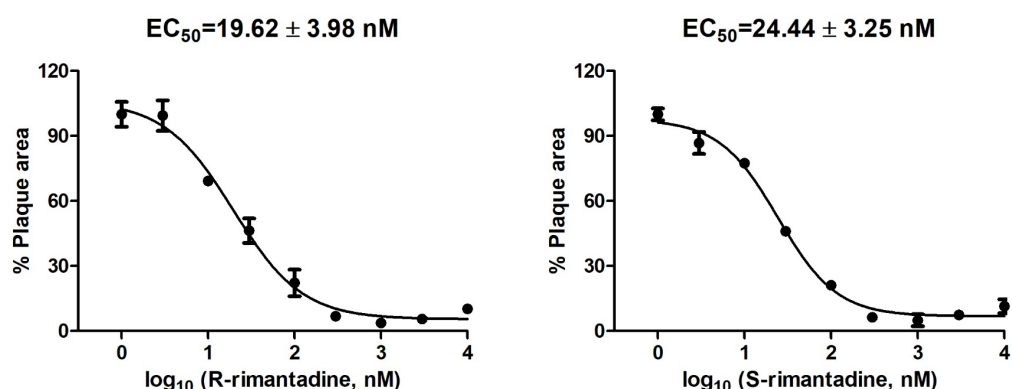 EC50=19.62 ± 3.98 nM
120
90
60
30
0
% Plaque area
0 1 2 3 4
log10 (R-rimantadine, nM)
EC50=24.44 ± 3.25 nM
120
90
60
30
0
% Plaque area
0 1 2 3 4
log10 (S-rimantadine, nM)